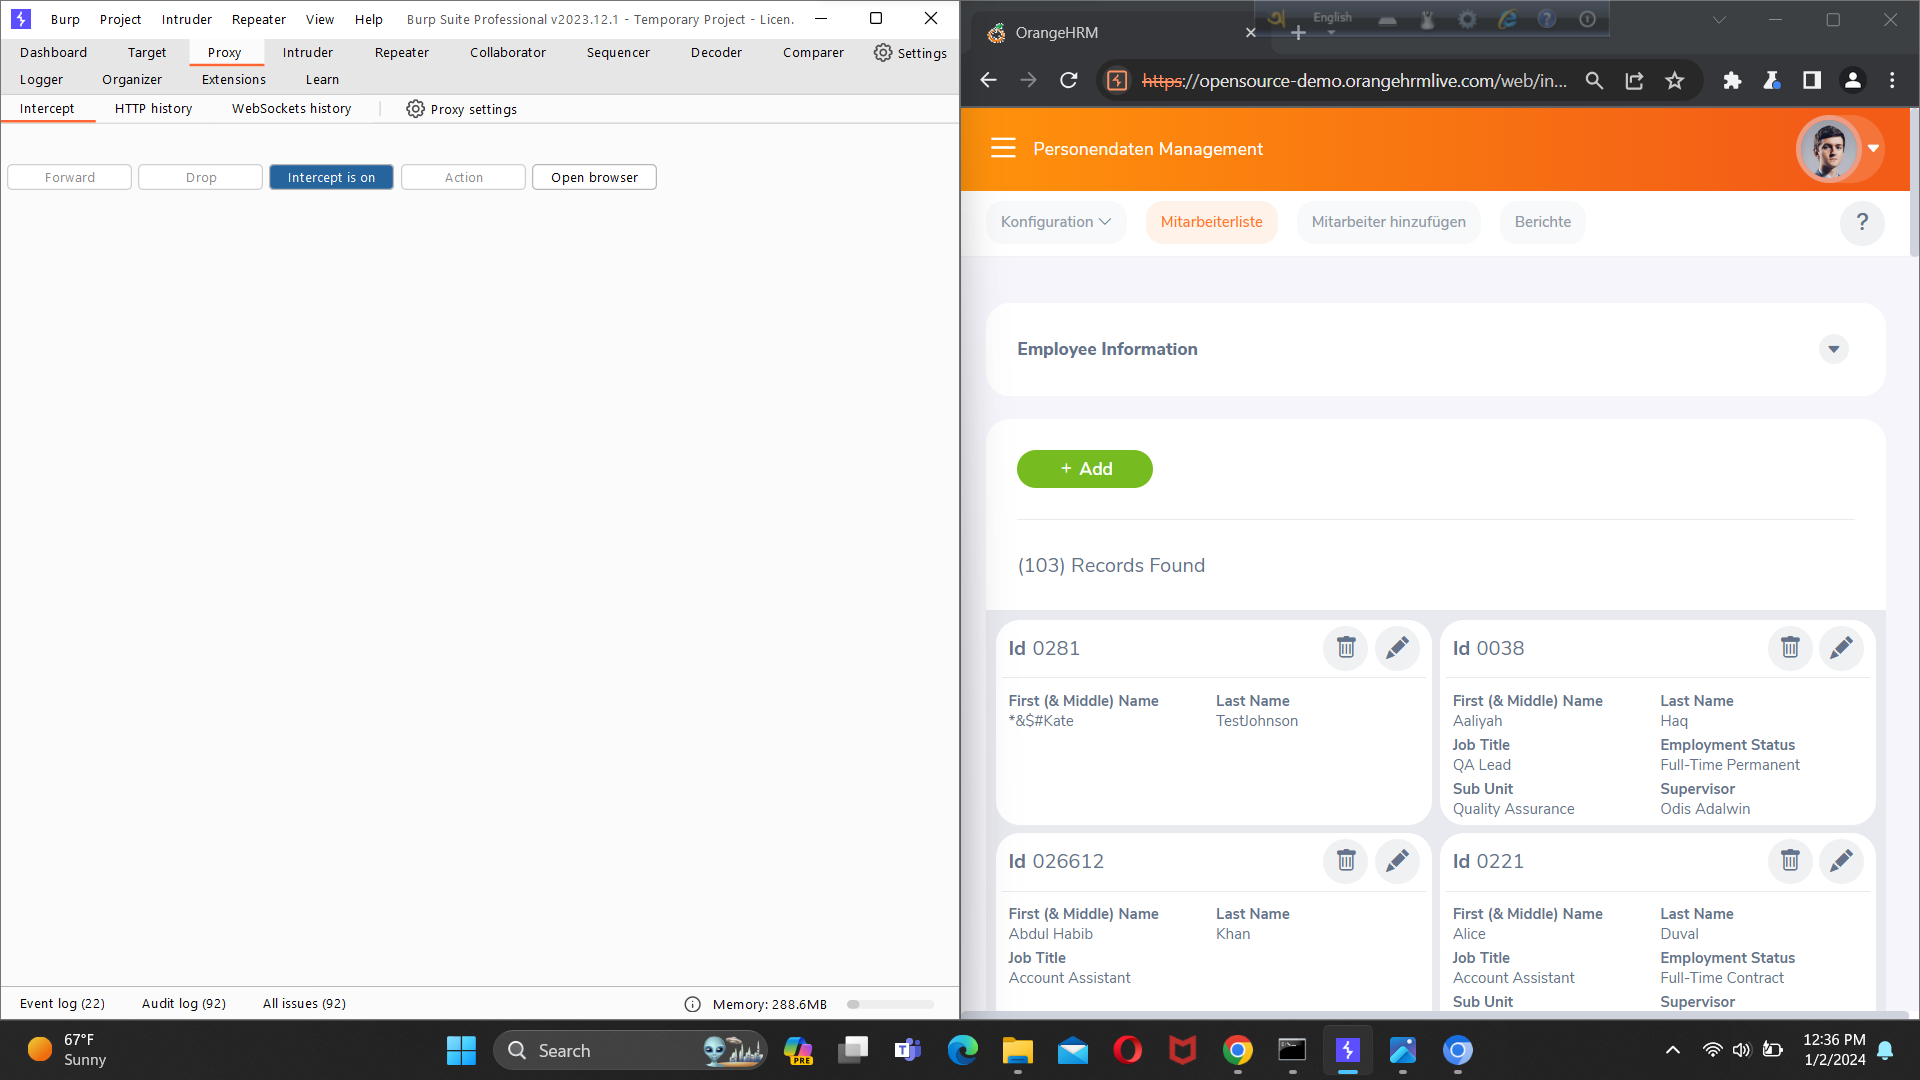 Burp Project Intruder Repeater View Help Burp Suite Professional v2023.12.1 - Temporary Project - Licen.
Dashboard Target Proxy Intruder Repeater Collaborator Sequencer Decoder Comparer Settings
Logger Organizer Extensions Learn
Intercept HTTP history WebSockets history Proxy settings
Forward Drop Intercept is on Action Open browser
Event log (22) Audit log (92) All issues (92) Memory: 288.6MB
OrangeHRM
English
https://opensource-demo.orangehrmlive.com/web/in...
Personendaten Management
Konfiguration Mitarbeiterliste Mitarbeiter hinzufügen Berichte ?
Employee Information
+ Add
(103) Records Found
Id 0281
First (& Middle) Name Last Name
*&$#Kate TestJohnson
Id 0038
First (& Middle) Name Last Name
Aaliyah Haq
Job Title Employment Status
QA Lead Full-Time Permanent
Sub Unit Supervisor
Quality Assurance Odis Adalwin
Id 026612
First (& Middle) Name Last Name
Abdul Habib Khan
Job Title
Account Assistant
Id 0221
First (& Middle) Name Last Name
Alice Duval
Job Title Employment Status
Account Assistant Full-Time Contract
Sub Unit Supervisor
67°F
Sunny
Search
PRE
12:36 PM
1/2/2024